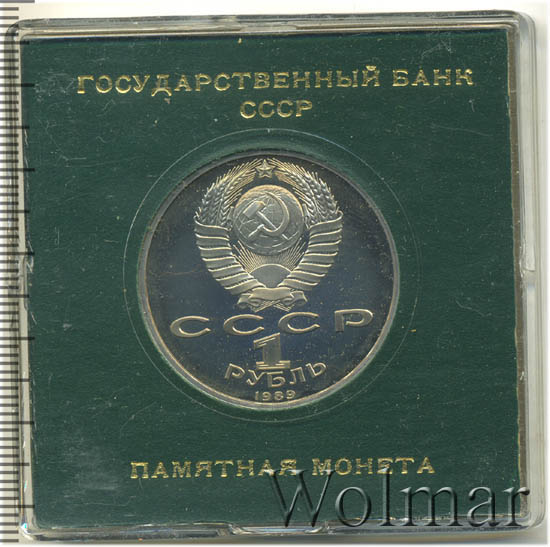 ГОСУДАРСТВЕННЫЙ БАНК
СССР
СССР
1
РУБЛЬ
1989
ПАМЯТНАЯ МОНЕТА
Wolmar